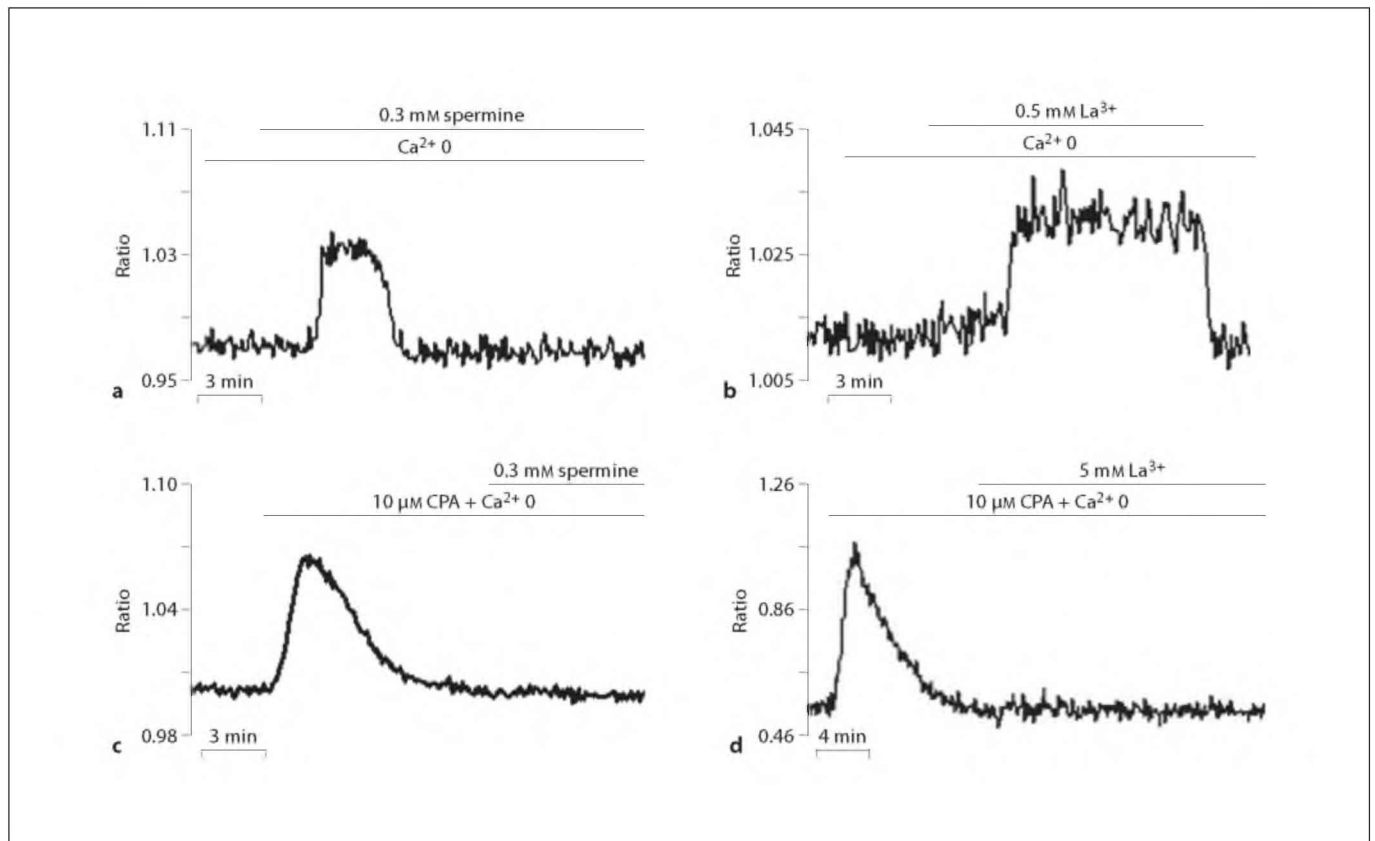 0.3 mM spermine
Ca²⁺ 0
1.11
1.03
0.95
Ratio
3 min
a
0.5 mM La³⁺
Ca²⁺ 0
1.045
1.025
1.005
Ratio
3 min
b
0.3 mM spermine
10 μM CPA + Ca²⁺ 0
1.10
1.04
0.98
Ratio
3 min
c
5 mM La³⁺
10 μM CPA + Ca²⁺ 0
1.26
0.86
0.46
Ratio
4 min
d